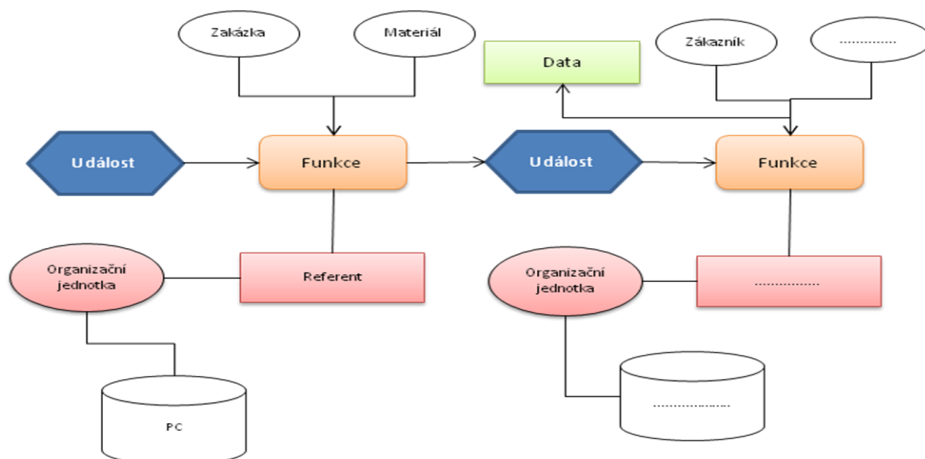 Zakázka
Materiál
Data
Zákazník
.............
Událost
Funkce
Událost
Funkce
Organizační
jednotka
Referent
Organizační
jednotka
................
PC
....................